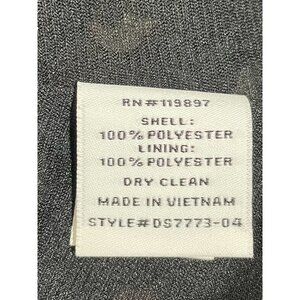 RN#119897
SHELL:
100% POLYESTER
LINING:
100% POLYESTER
DRY CLEAN
MADE IN VIETNAM
STYLE#DS7773-04